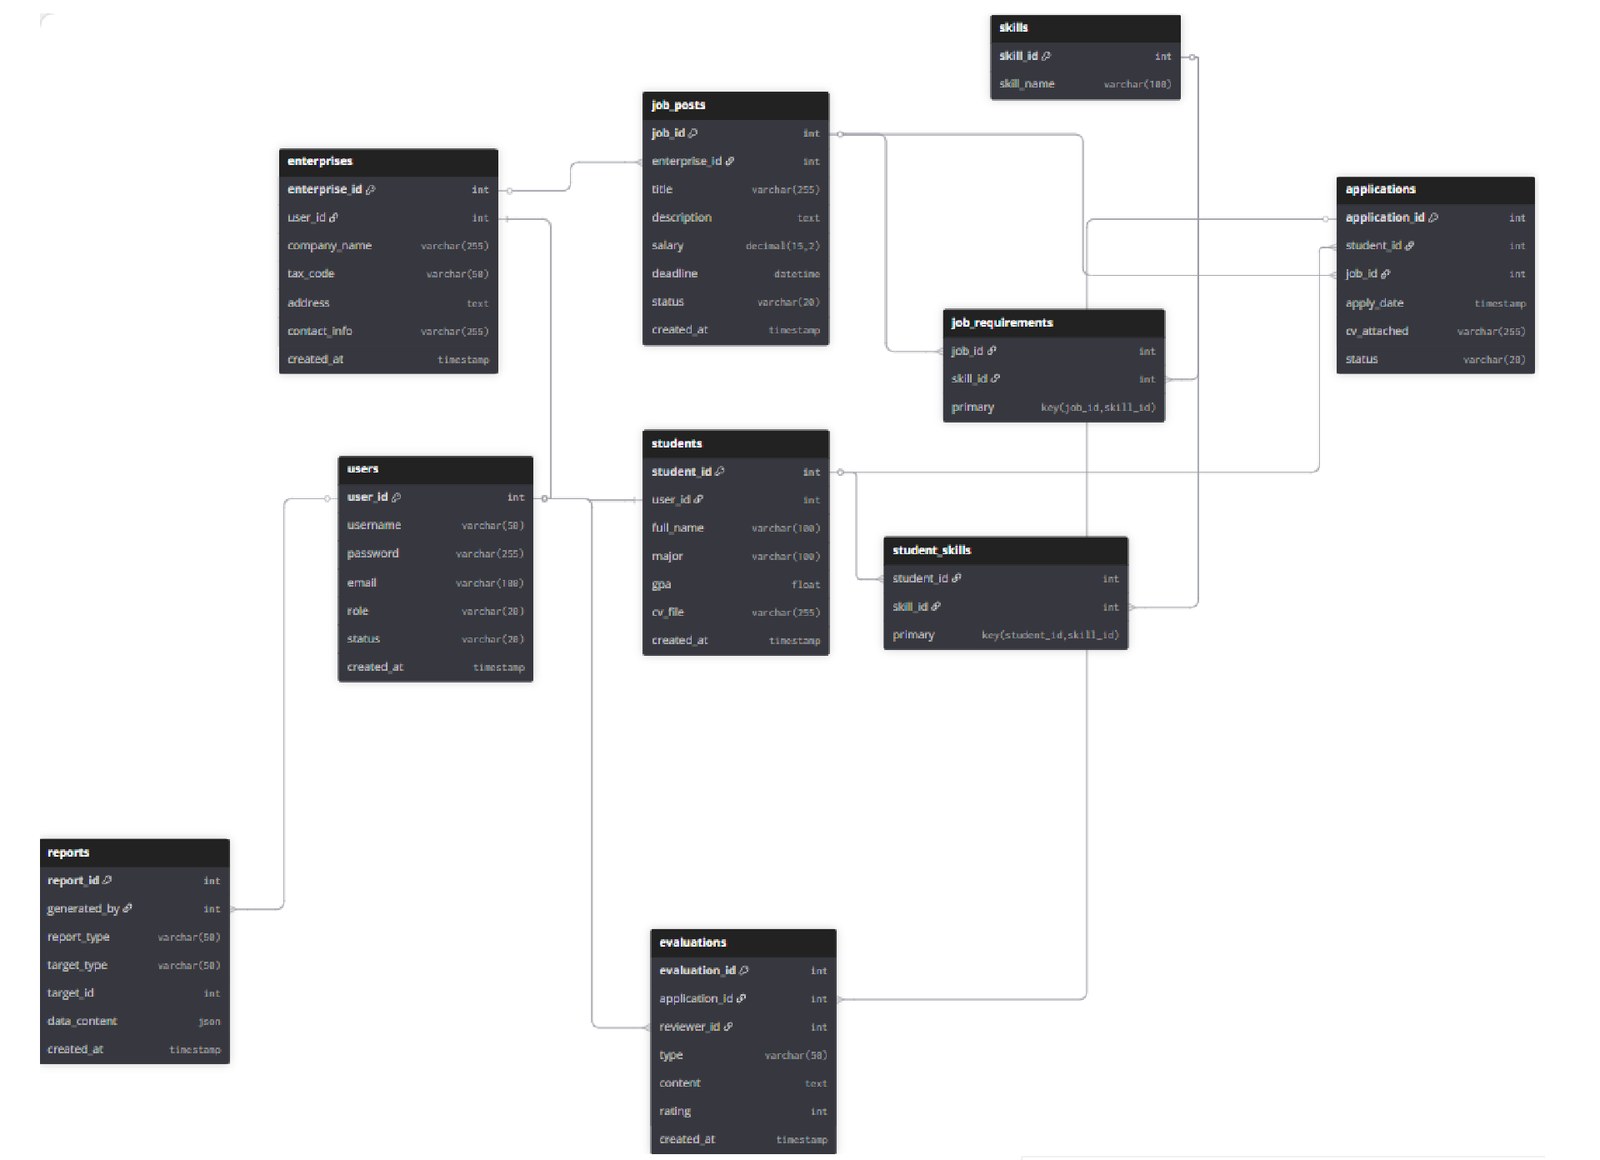 skills
skill_id int
skill_name varchar(100)
job_posts
job_id int
enterprise_id int
title varchar(255)
description text
salary decimal(15,2)
deadline datetime
status varchar(20)
created_at timestamp
enterprises
enterprise_id int
user_id int
company_name varchar(255)
tax_code varchar(50)
address text
contact_info varchar(255)
created_at timestamp
applications
application_id int
student_id int
job_id int
apply_date timestamp
cv_attached varchar(255)
status varchar(20)
job_requirements
job_id int
skill_id int
primary key(job_id,skill_id)
students
student_id int
user_id int
full_name varchar(100)
major varchar(100)
gpa float
cv_file varchar(255)
created_at timestamp
users
user_id int
username varchar(50)
password varchar(255)
email varchar(100)
role varchar(20)
status varchar(20)
created_at timestamp
student_skills
student_id int
skill_id int
primary key(student_id,skill_id)
reports
report_id int
generated_by int
report_type varchar(50)
target_type varchar(50)
target_id int
data_content json
created_at timestamp
evaluations
evaluation_id int
application_id int
reviewer_id int
type varchar(50)
content text
rating int
created_at timestamp